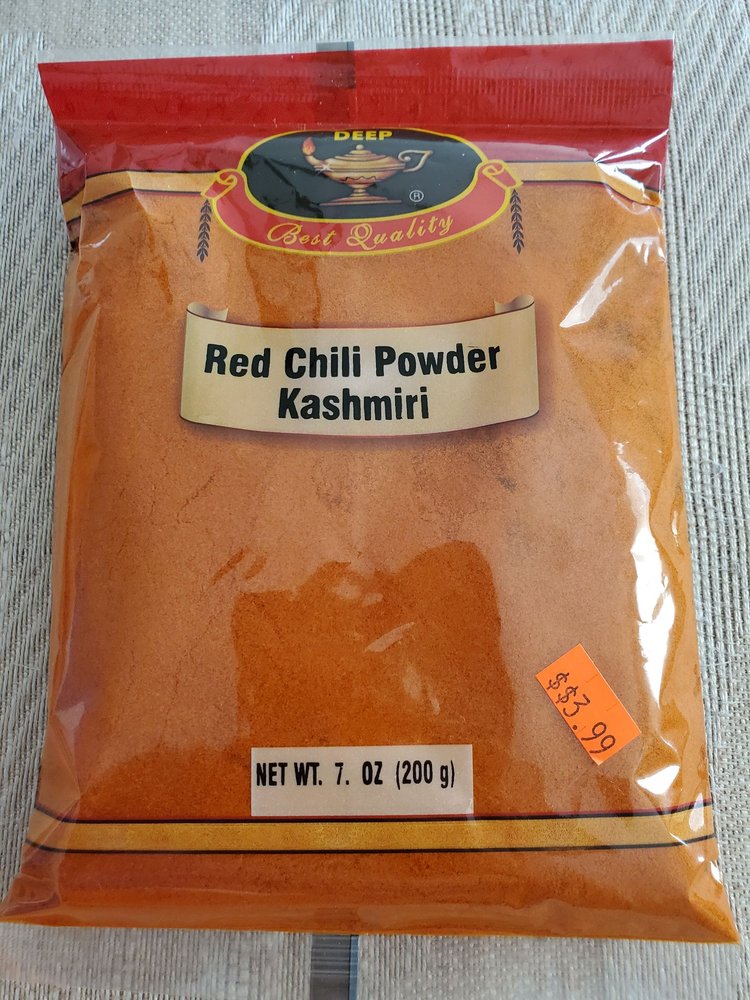 DEEP
®
Best Quality
Red Chili Powder
Kashmiri
$$3.99
NET WT. 7. OZ (200 g)